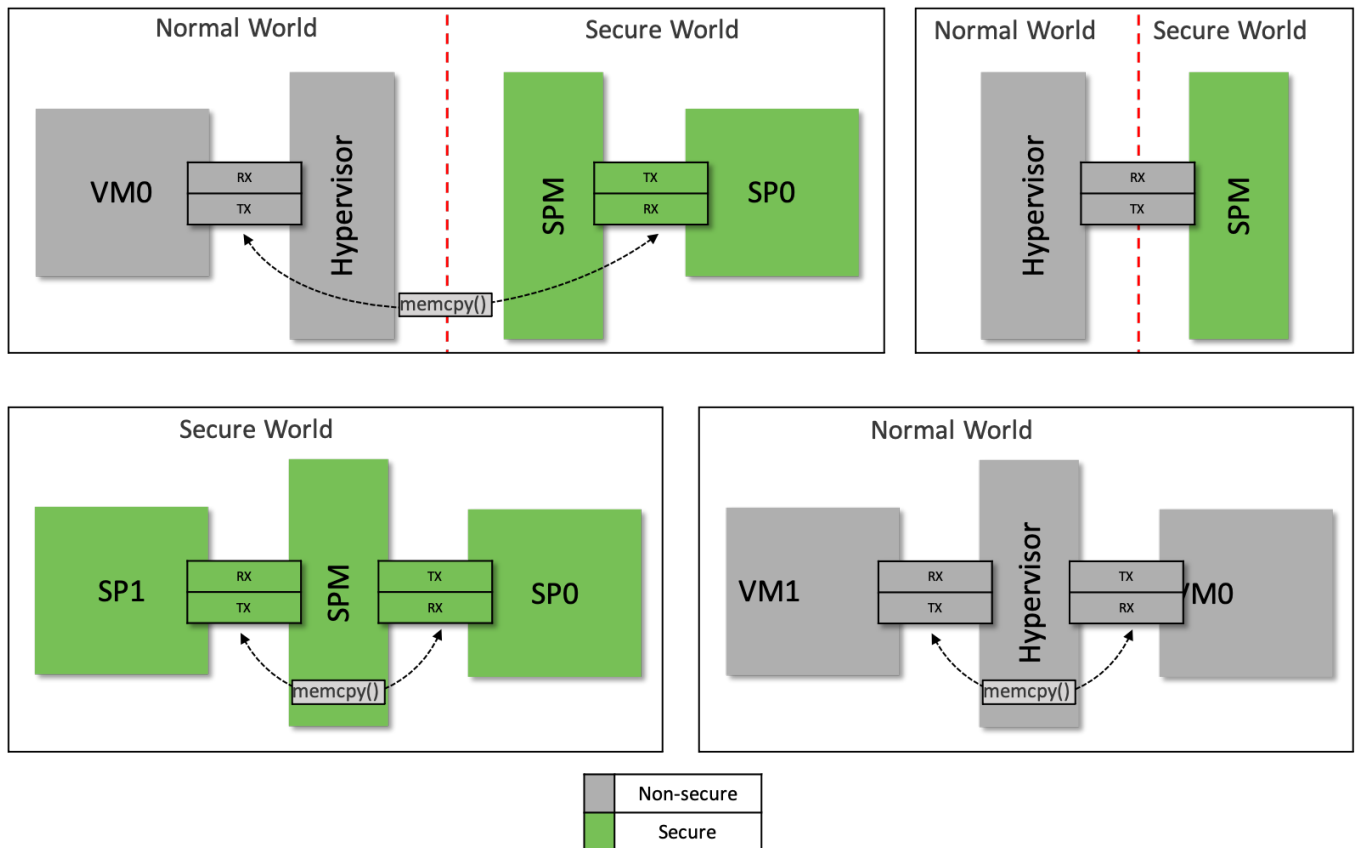 Normal World
Secure World
VM0
RX
TX
Hypervisor
SPM
TX
RX
SP0
memcpy()
Normal World
Secure World
Hypervisor
RX
TX
SPM
Secure World
SP1
RX
TX
SPM
TX
RX
SP0
memcpy()
Normal World
VM1
RX
TX
Hypervisor
TX
RX
VM0
memcpy()
Non-secure
Secure